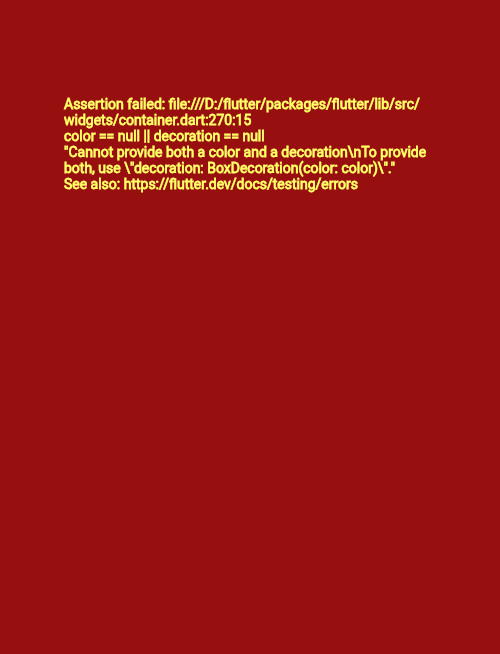 Assertion failed: file:///D:/flutter/packages/flutter/lib/src/
widgets/container.dart:270:15
color == null || decoration == null
"Cannot provide both a color and a decoration\nTo provide
both, use \"decoration: BoxDecoration(color: color)\"."
See also: https://flutter.dev/docs/testing/errors